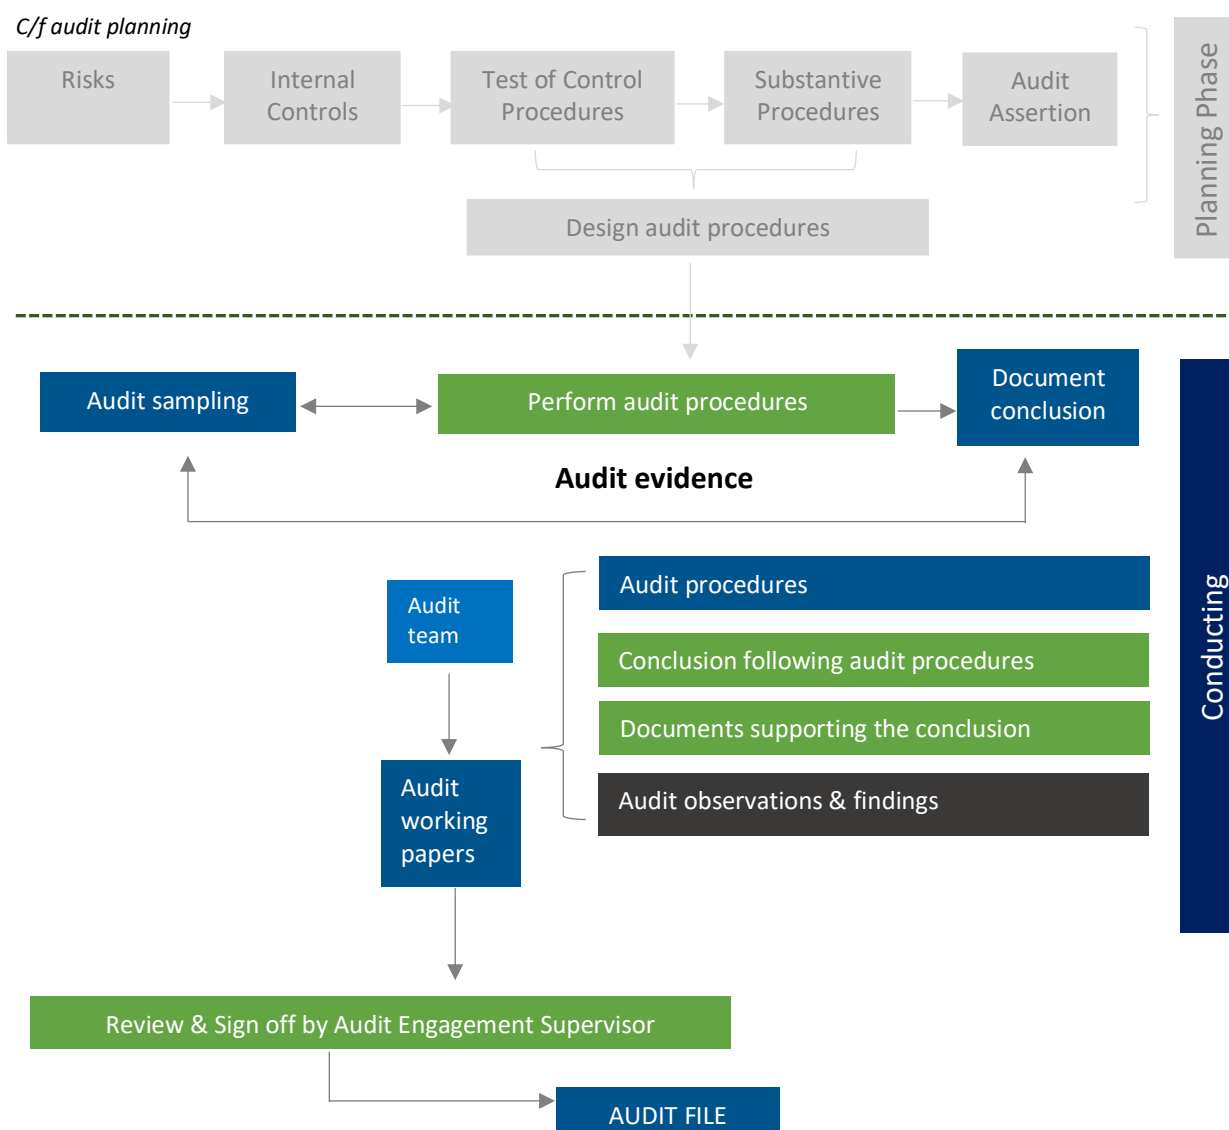 C/f audit planning
Risks
Internal
Controls
Test of Control
Procedures
Substantive
Procedures
Audit
Assertion
Planning Phase
Design audit procedures
Audit sampling
Perform audit procedures
Document
conclusion
Audit evidence
Conducting
Audit
team
Audit procedures
Conclusion following audit procedures
Documents supporting the conclusion
Audit observations & findings
Audit
working
papers
Review & Sign off by Audit Engagement Supervisor
AUDIT FILE